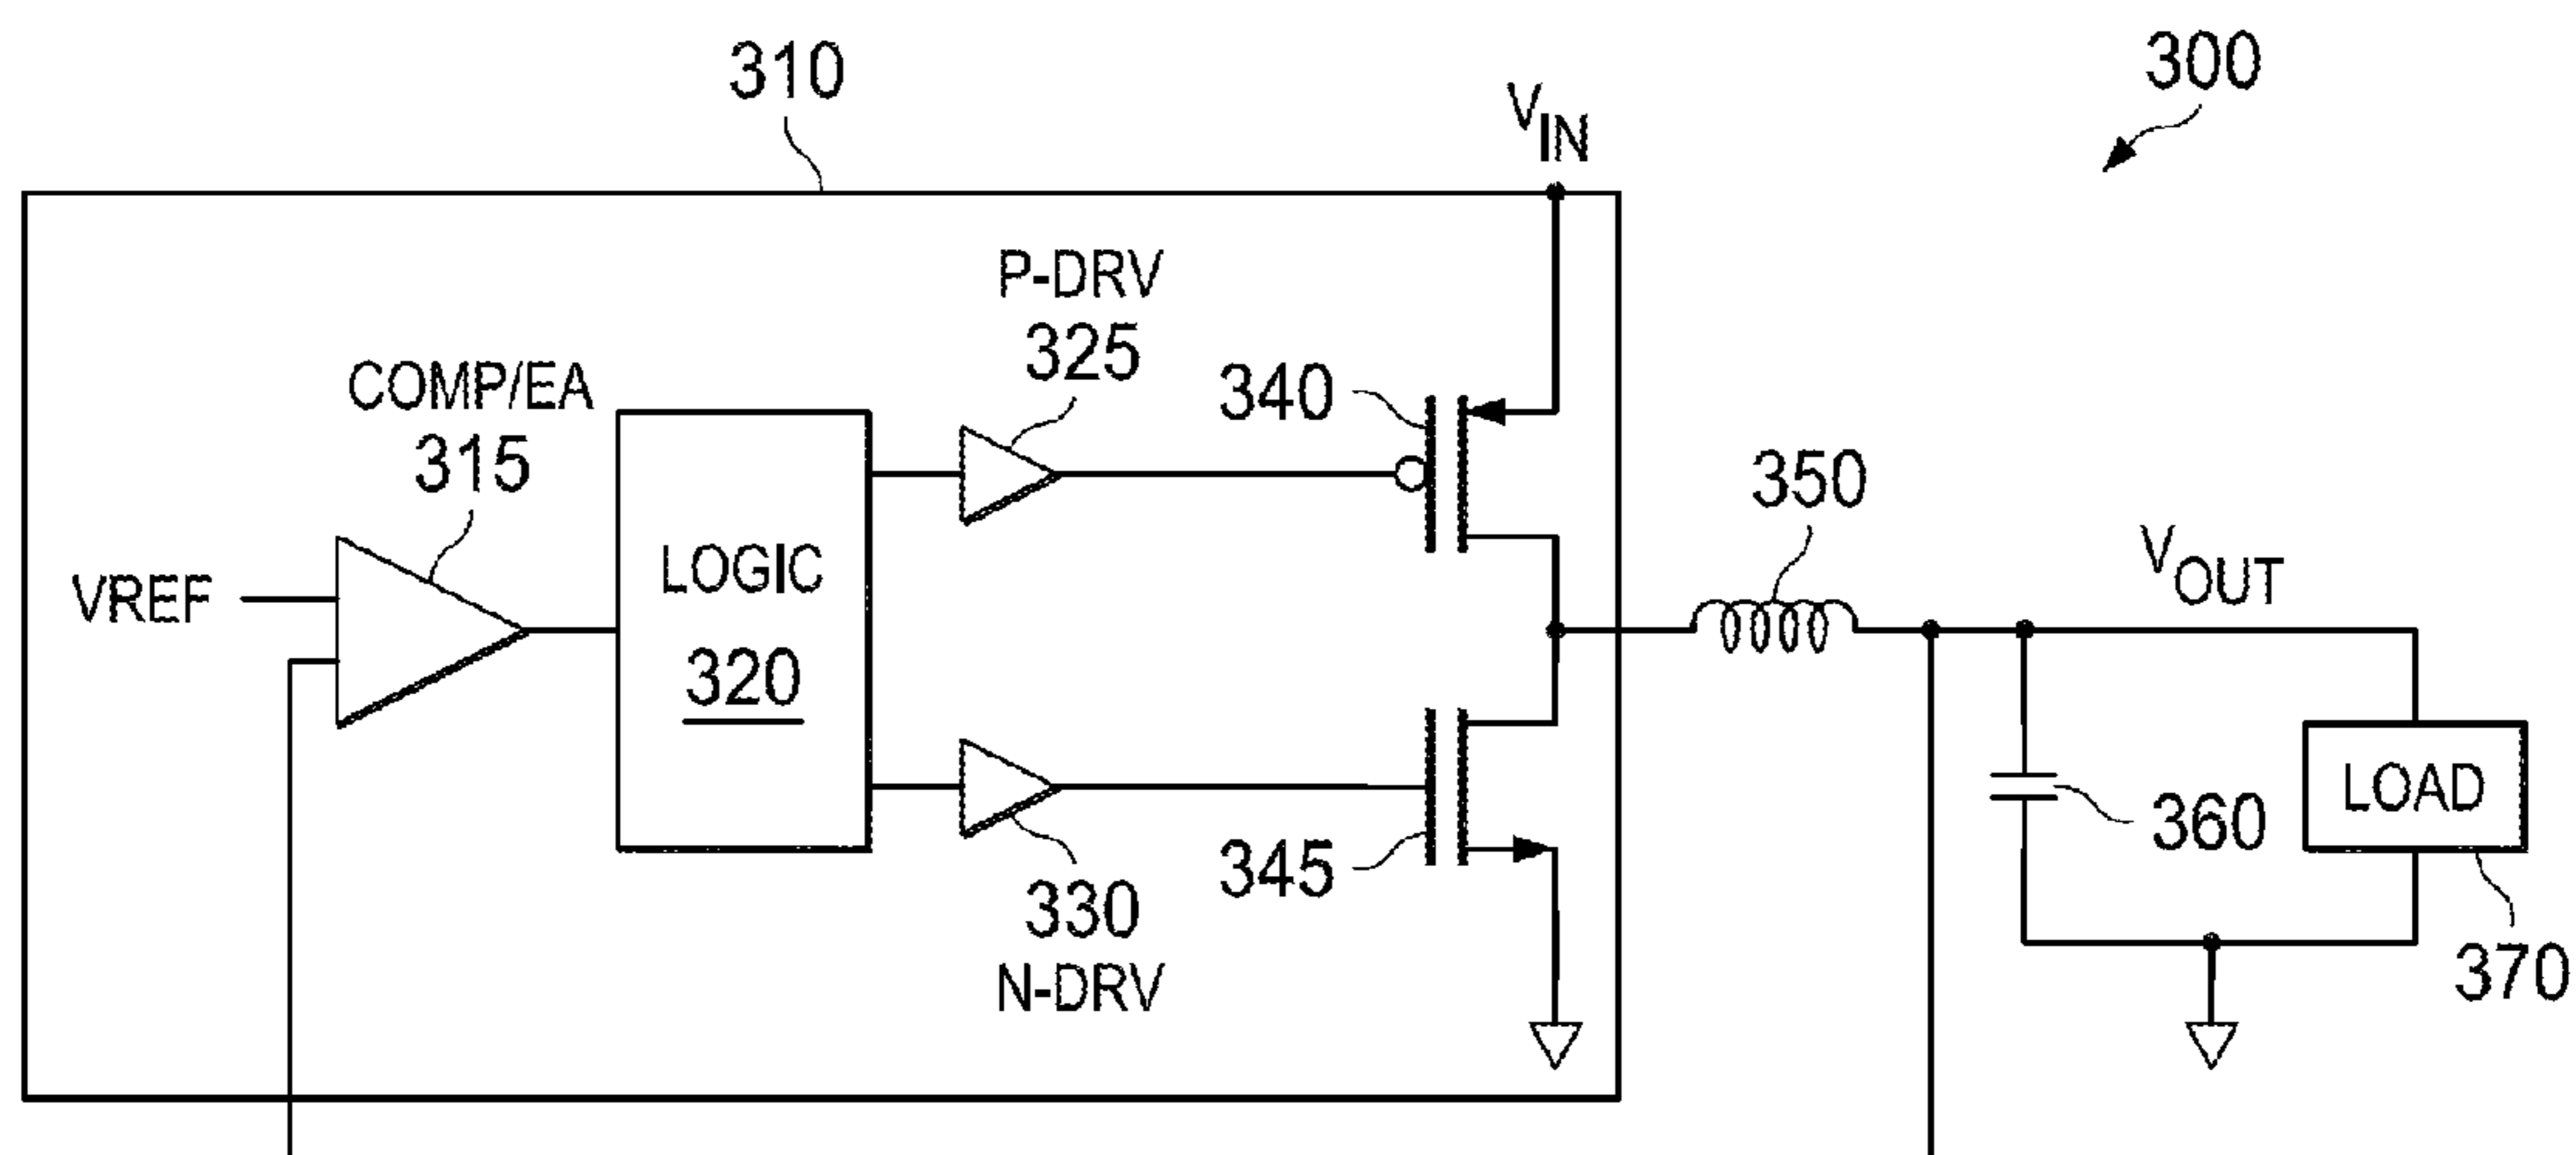 310
300
VIN
P-DRV
325
COMP/EA
315
340
350
VREF
LOGIC
320
VOUT
345
330
N-DRV
360
LOAD
370